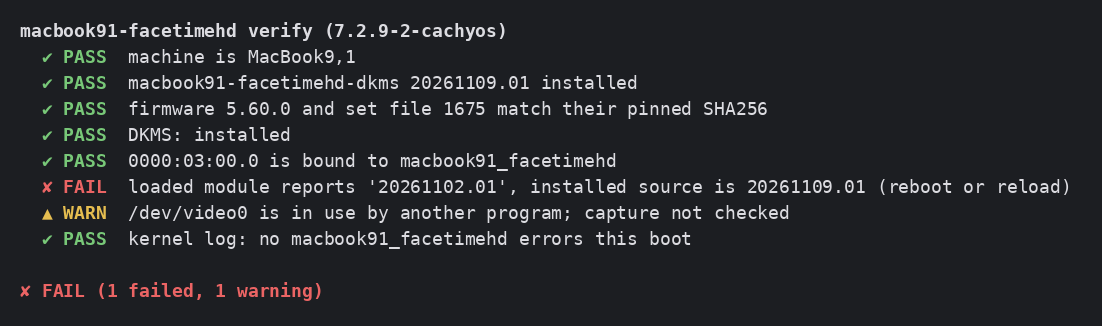 macbook91-facetimehd verify (7.2.9-2-cachyos)
✔ PASS  machine is MacBook9,1
✔ PASS  macbook91-facetimehd-dkms 20261109.01 installed
✔ PASS  firmware 5.60.0 and set file 1675 match their pinned SHA256
✔ PASS  DKMS: installed
✔ PASS  0000:03:00.0 is bound to macbook91_facetimehd
✘ FAIL  loaded module reports '20261102.01', installed source is 20261109.01 (reboot or reload)
▲ WARN  /dev/video0 is in use by another program; capture not checked
✔ PASS  kernel log: no macbook91_facetimehd errors this boot
✘ FAIL (1 failed, 1 warning)